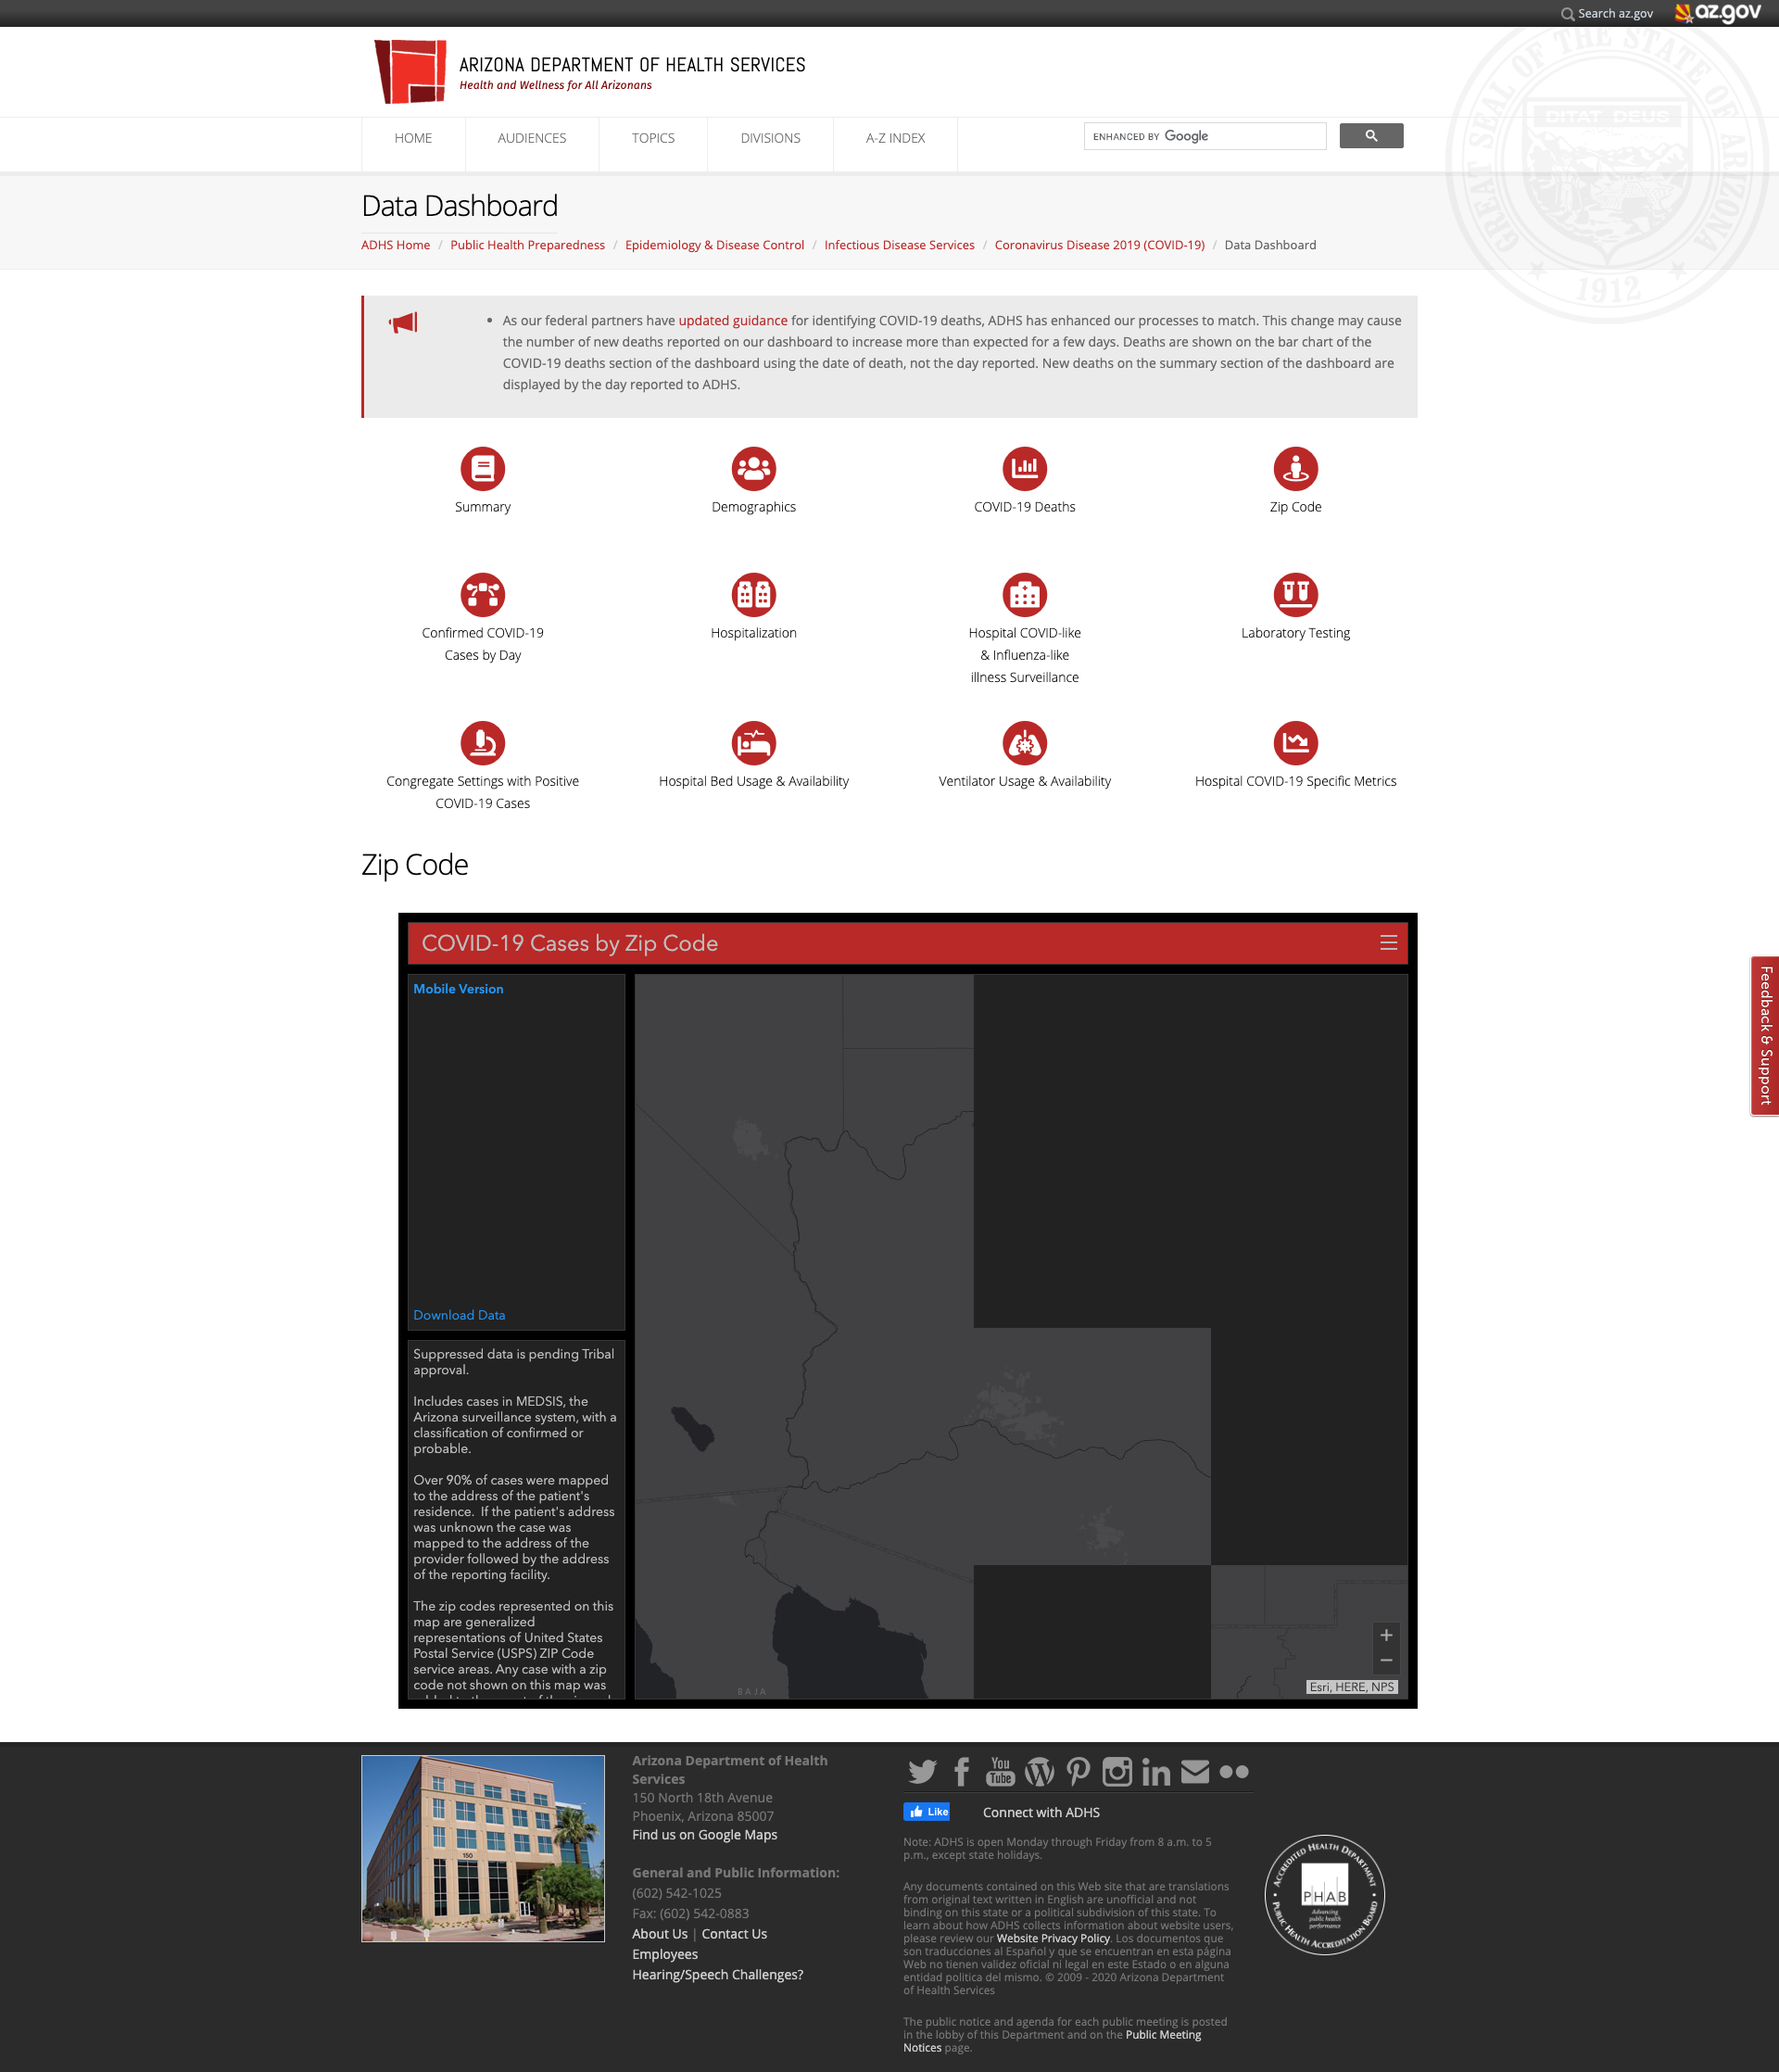 Search az.gov
az.gov
ARIZONA DEPARTMENT OF HEALTH SERVICES
Health and Wellness for All Arizonans
GREAT SEAL OF THE STATE OF ARIZONA
DITAT DEUS
1912
HOME
AUDIENCES
TOPICS
DIVISIONS
A-Z INDEX
ENHANCED BY Google
Data Dashboard
ADHS Home / Public Health Preparedness / Epidemiology & Disease Control / Infectious Disease Services / Coronavirus Disease 2019 (COVID-19) / Data Dashboard
• As our federal partners have updated guidance for identifying COVID-19 deaths, ADHS has enhanced our processes to match. This change may cause
the number of new deaths reported on our dashboard to increase more than expected for a few days. Deaths are shown on the bar chart of the
COVID-19 deaths section of the dashboard using the date of death, not the day reported. New deaths on the summary section of the dashboard are
displayed by the day reported to ADHS.
Summary
Demographics
COVID-19 Deaths
Zip Code
Confirmed COVID-19
Cases by Day
Hospitalization
Hospital COVID-like
& Influenza-like
illness Surveillance
Laboratory Testing
Congregate Settings with Positive
COVID-19 Cases
Hospital Bed Usage & Availability
Ventilator Usage & Availability
Hospital COVID-19 Specific Metrics
Zip Code
COVID-19 Cases by Zip Code
Mobile Version
Download Data
Suppressed data is pending Tribal
approval.
Includes cases in MEDSIS, the
Arizona surveillance system, with a
classification of confirmed or
probable.
Over 90% of cases were mapped
to the address of the patient's
residence. If the patient's address
was unknown the case was
mapped to the address of the
provider followed by the address
of the reporting facility.
The zip codes represented on this
map are generalized
representations of United States
Postal Service (USPS) ZIP Code
service areas. Any case with a zip
code not shown on this map was
BAJA
+
−
Esri, HERE, NPS
Feedback & Support
150
Arizona Department of Health
Services
150 North 18th Avenue
Phoenix, Arizona 85007
Find us on Google Maps
General and Public Information:
(602) 542-1025
Fax: (602) 542-0883
About Us | Contact Us
Employees
Hearing/Speech Challenges?
You
Tube
Like
Connect with ADHS
Note: ADHS is open Monday through Friday from 8 a.m. to 5
p.m., except state holidays.
Any documents contained on this Web site that are translations
from original text written in English are unofficial and not
binding on this state or a political subdivision of this state. To
learn about how ADHS collects information about website users,
please review our Website Privacy Policy. Los documentos que
son traducciones al Español y que se encuentran en esta página
Web no tienen validez oficial ni legal en este Estado o en alguna
entidad politica del mismo. © 2009 - 2020 Arizona Department
of Health Services
The public notice and agenda for each public meeting is posted
in the lobby of this Department and on the Public Meeting
Notices page.
ACCREDITED HEALTH DEPARTMENT
PHAB
Advancing
public health
performance
PUBLIC HEALTH ACCREDITATION BOARD